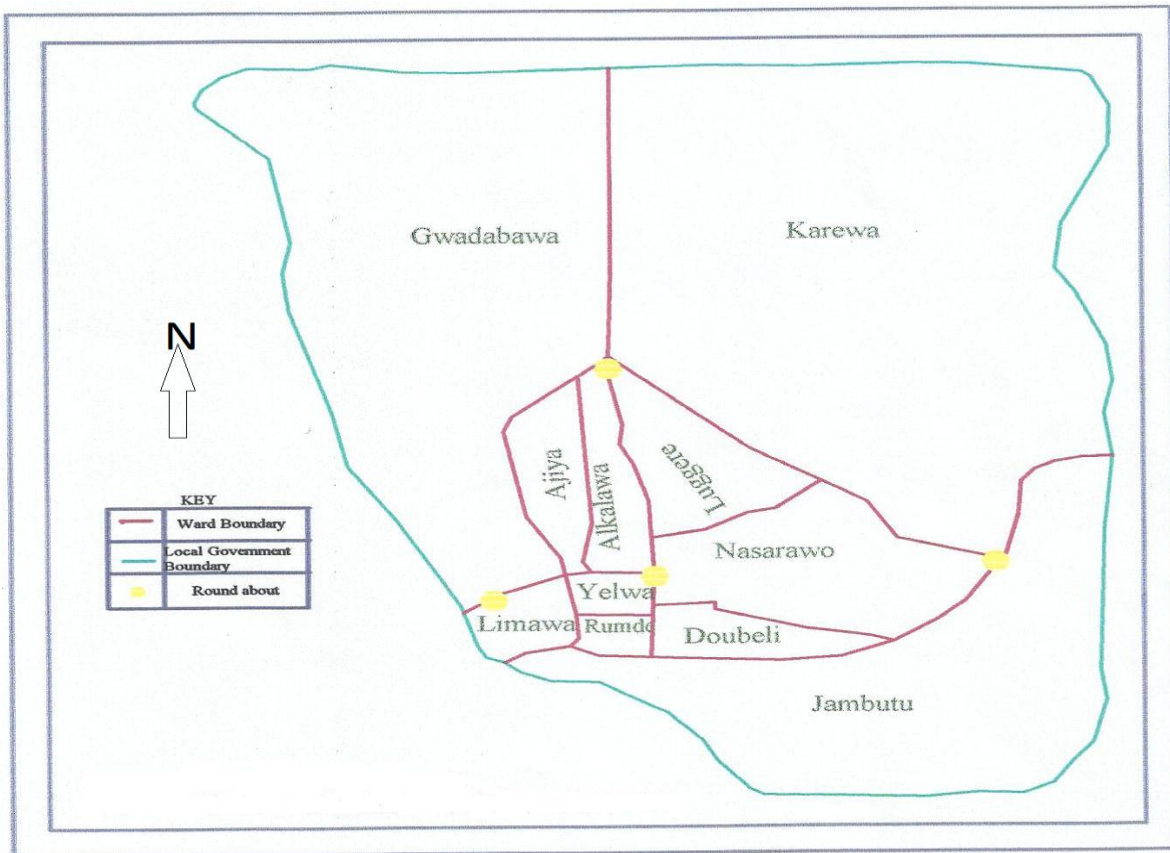 Gwadabawa
Karewa
N
Ajiya
Alkalawa
Luggere
Nasarawo
Yelwa
Limawa
Rumde
Doubeli
Jambutu
KEY
Ward Boundary
Local Government
Boundary
Round about